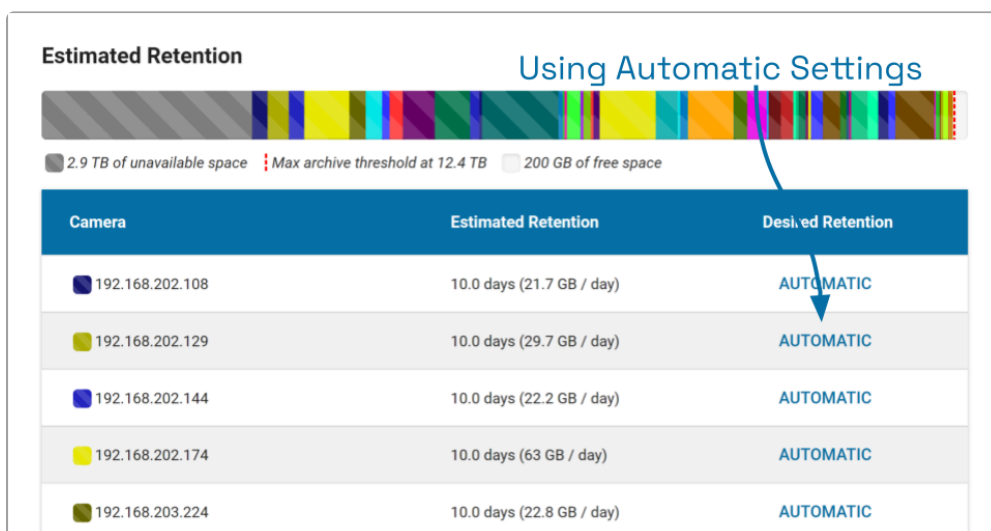 Estimated Retention
Using Automatic Settings
2.9 TB of unavailable space Max archive threshold at 12.4 TB 200 GB of free space
Camera Estimated Retention Desired Retention
192.168.202.108 10.0 days (21.7 GB / day) AUTOMATIC
192.168.202.129 10.0 days (29.7 GB / day) AUTOMATIC
192.168.202.144 10.0 days (22.2 GB / day) AUTOMATIC
192.168.202.174 10.0 days (63 GB / day) AUTOMATIC
192.168.203.224 10.0 days (22.8 GB / day) AUTOMATIC